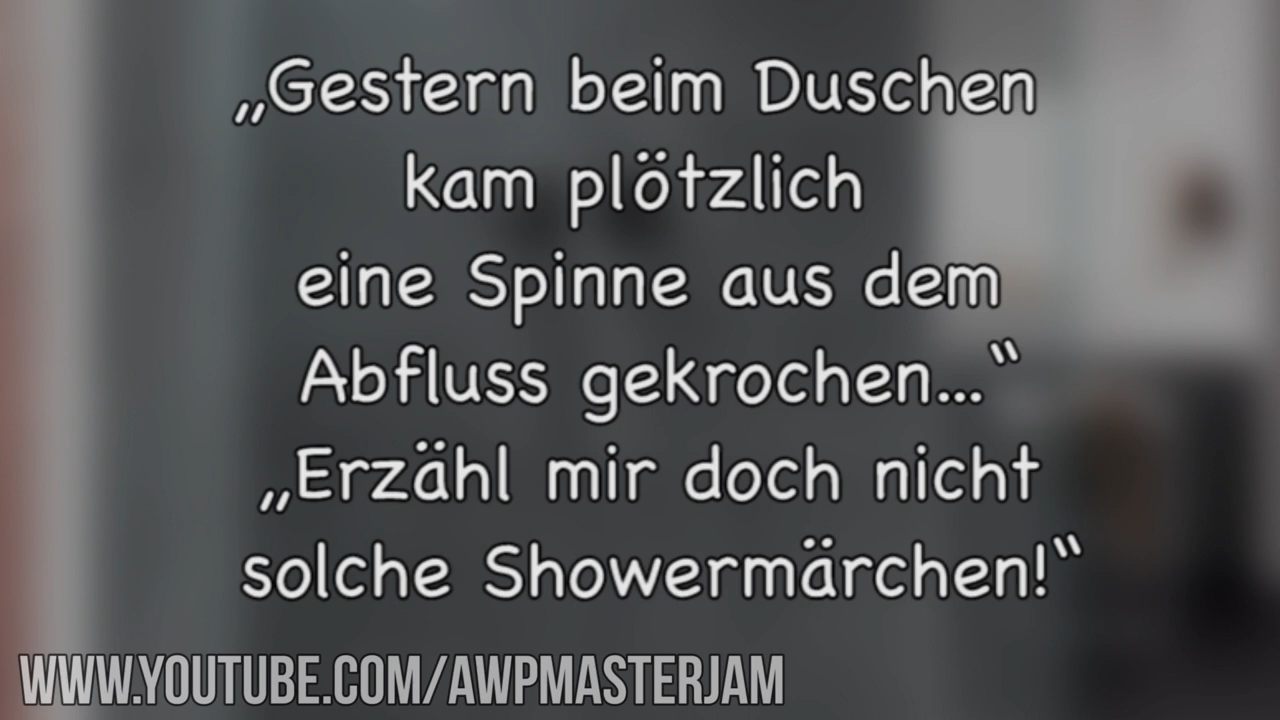 „Gestern beim Duschen
kam plötzlich
eine Spinne aus dem
Abfluss gekrochen...“
„Erzähl mir doch nicht
solche Showermärchen!“
WWW.YOUTUBE.COM/AWPMASTERJAM